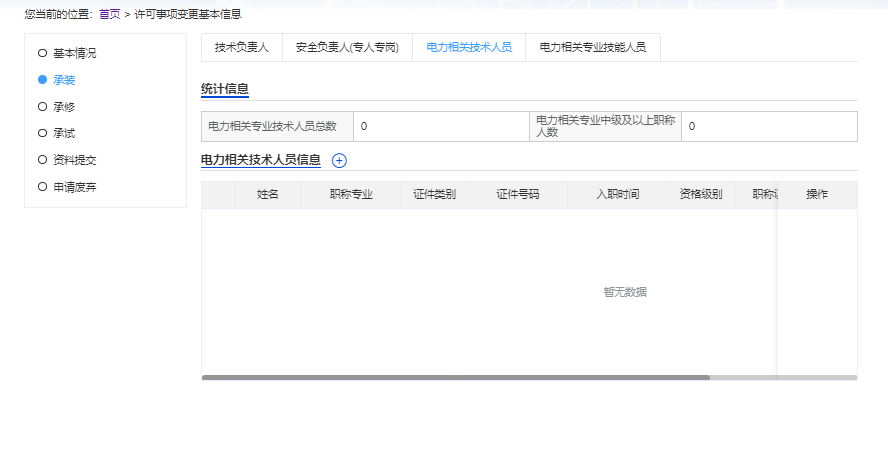 您当前的位置：首页 > 许可事项变更基本信息
基本情况
承装
承修
承试
资料提交
申请废弃
技术负责人
安全负责人(专人专岗)
电力相关技术人员
电力相关专业技能人员
统计信息
电力相关专业技术人员总数
0
电力相关专业中级及以上职称
人数
0
电力相关技术人员信息
姓名
职称专业
证件类别
证件号码
入职时间
资格级别
职称
操作
暂无数据